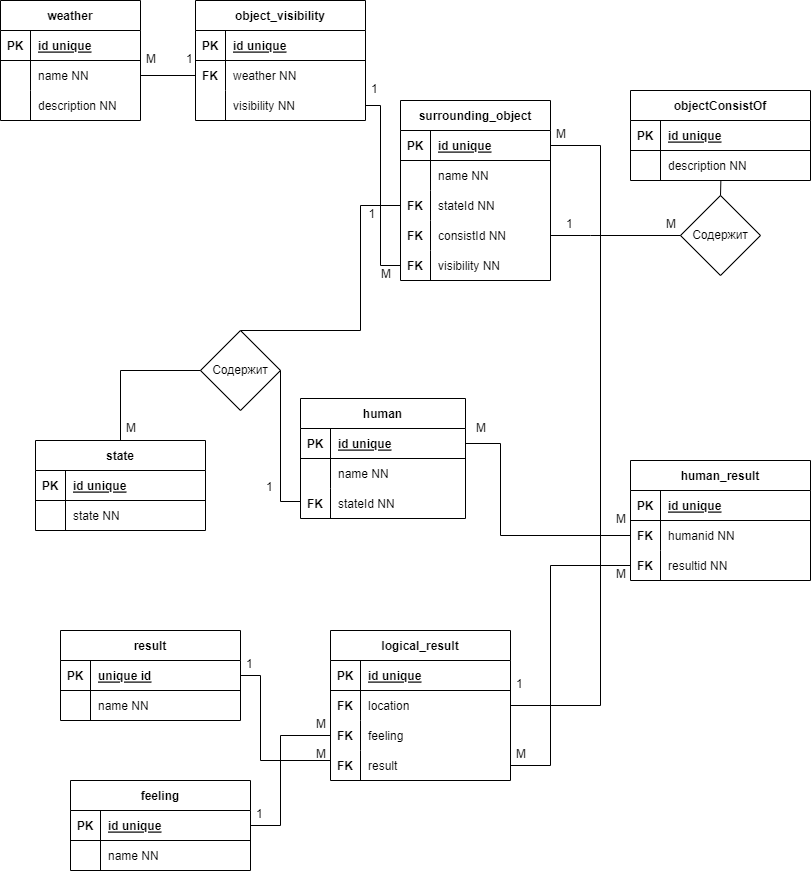 weather
PK id unique
name NN
description NN
M
1
object_visibility
PK id unique
FK weather NN
visibility NN
1
surrounding_object
PK id unique
name NN
FK stateId NN
FK consistId NN
FK visibility NN
M
1
M
1
M
objectConsistOf
PK id unique
description NN
Содержит
Содержит
M
state
PK id unique
state NN
1
human
PK id unique
name NN
FK stateId NN
M
human_result
PK id unique
FK humanid NN
FK resultid NN
M
M
result
PK unique id
name NN
1
logical_result
PK id unique
FK location
FK feeling
FK result
1
M
M
M
feeling
PK id unique
name NN
1